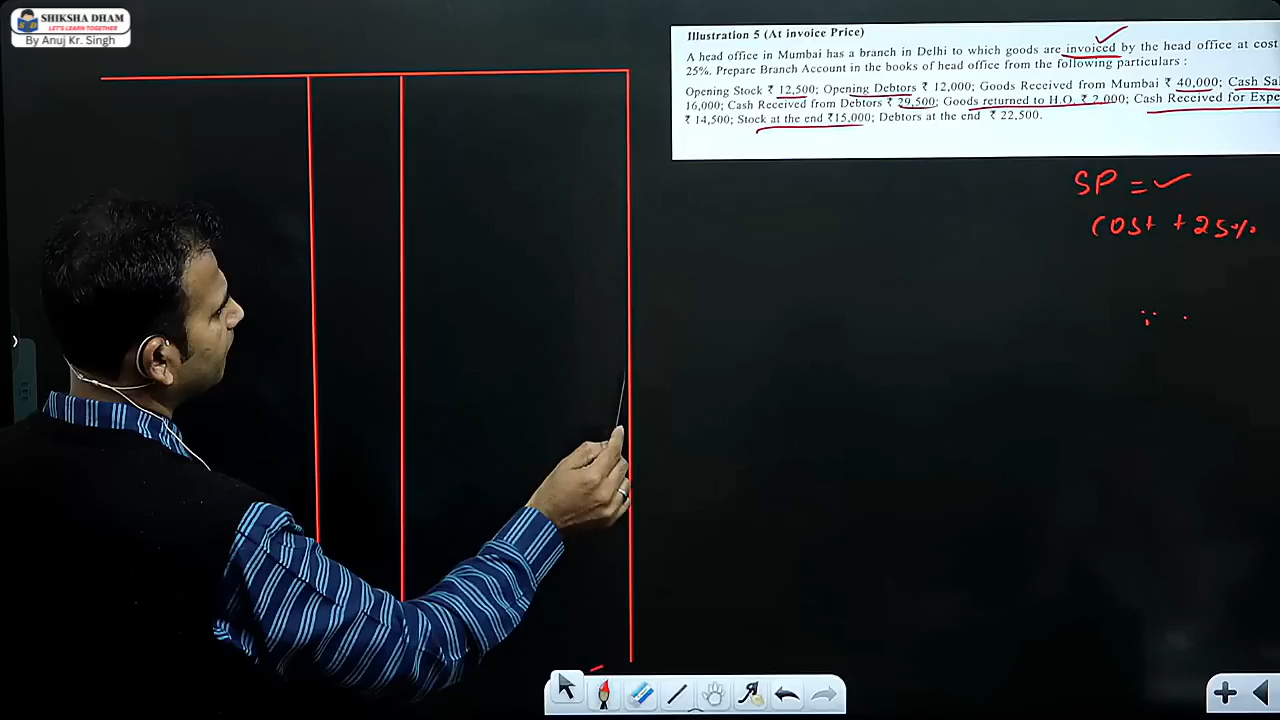 SHIKSHA DHAM
LET'S LEARN TOGETHER
By Anuj Kr. Singh
Illustration 5 (At invoice Price)
A head office in Mumbai has a branch in Delhi to which goods are invoiced by the head office at cost
25%. Prepare Branch Account in the books of head office from the following particulars :
Opening Stock ₹ 12,500; Opening Debtors ₹ 12,000; Goods Received from Mumbai ₹ 40,000; Cash Sal
16,000; Cash Received from Debtors ₹ 29,500; Goods returned to H.O. ₹ 2,000; Cash Received for Expe
₹ 14,500; Stock at the end ₹15,000; Debtors at the end ₹ 22,500.
SP =
Cost + 25%